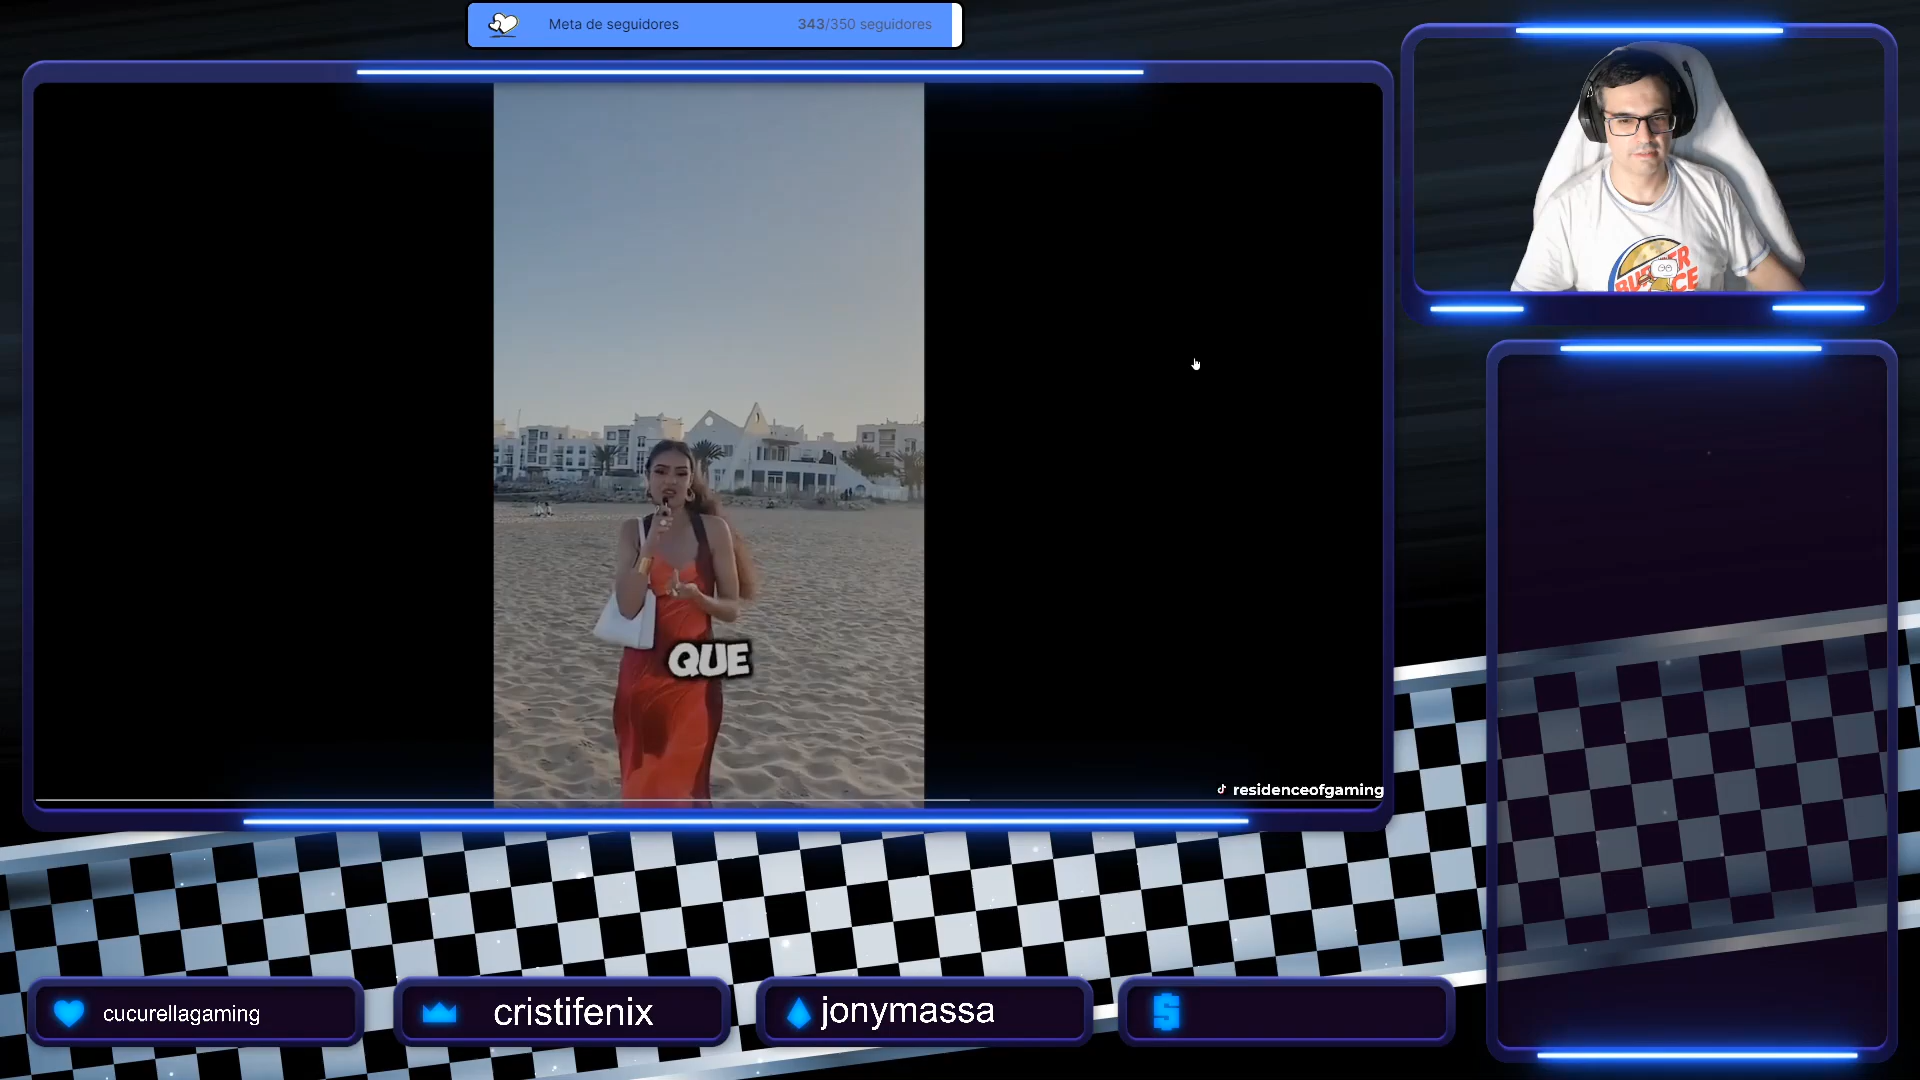 Meta de seguidores
343/350 seguidores
QUE
residenceofgaming
cucurellagaming
cristifenix
jonymassa